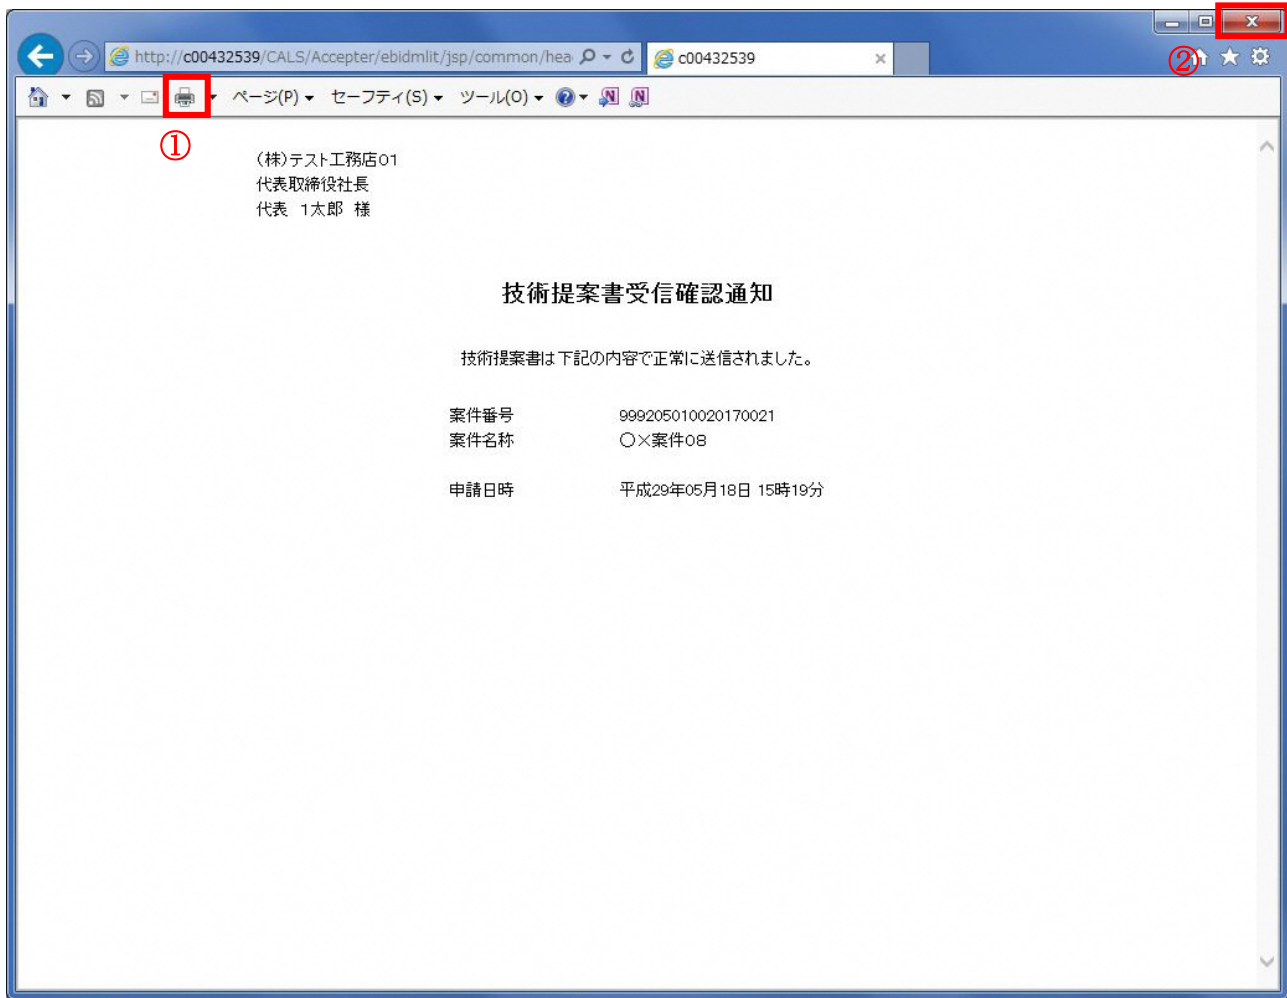 ②
http://c00432539/CALS/Accepter/ebidmlit/jsp/common/hea
c00432539
ページ(P) セーフティ(S) ツール(O)
①
(株)テスト工務店01
代表取締役社長
代表 1太郎 様
技術提案書受信確認通知
技術提案書は下記の内容で正常に送信されました。
案件番号 999205010020170021
案件名称 〇×案件08
申請日時 平成29年05月18日 15時19分